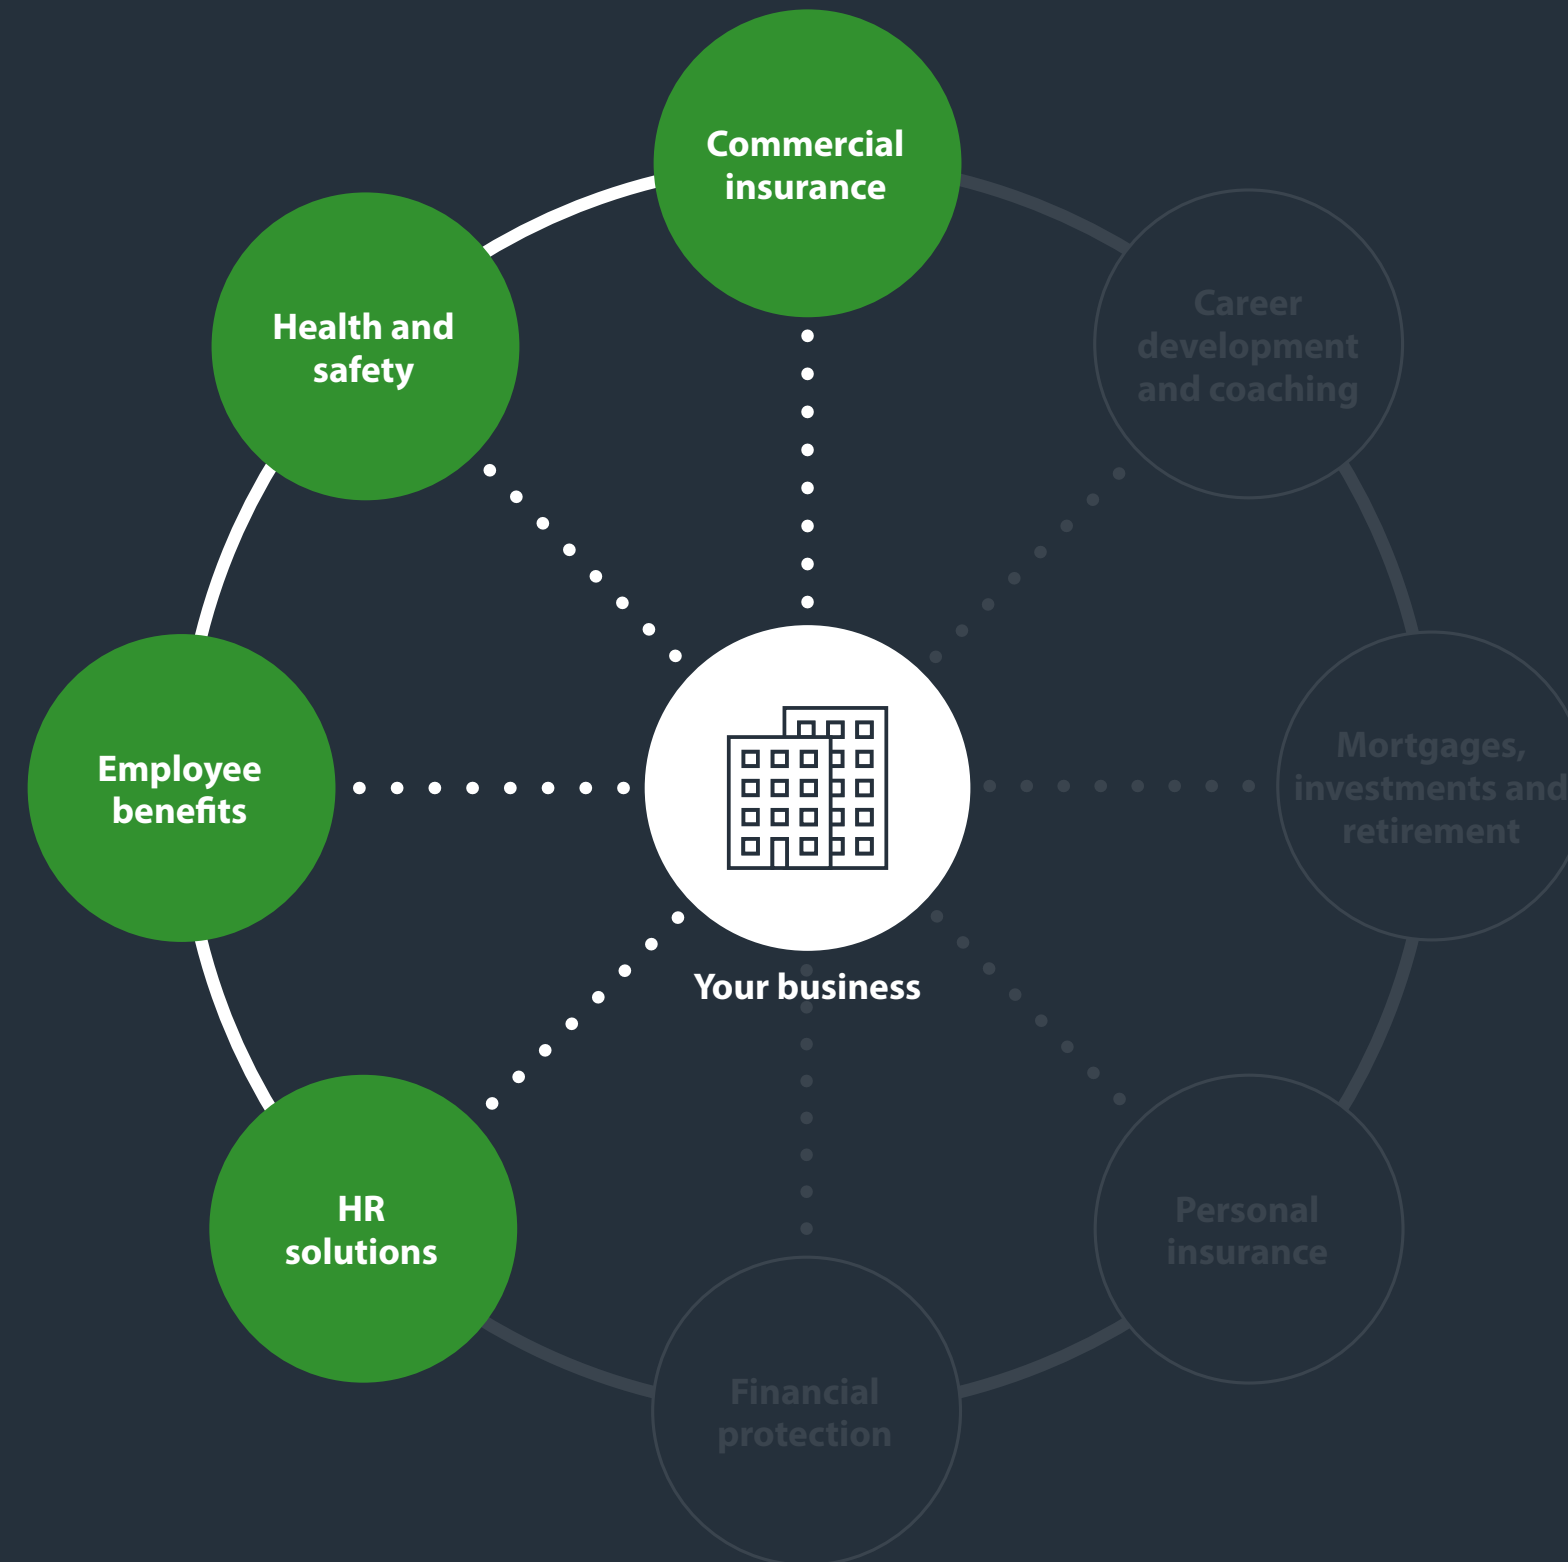 Commercial
insurance
Health and
safety
Career
development
and coaching
Employee
benefits
Mortgages,
investments and
retirement
Your business
HR
solutions
Personal
insurance
Financial
protection